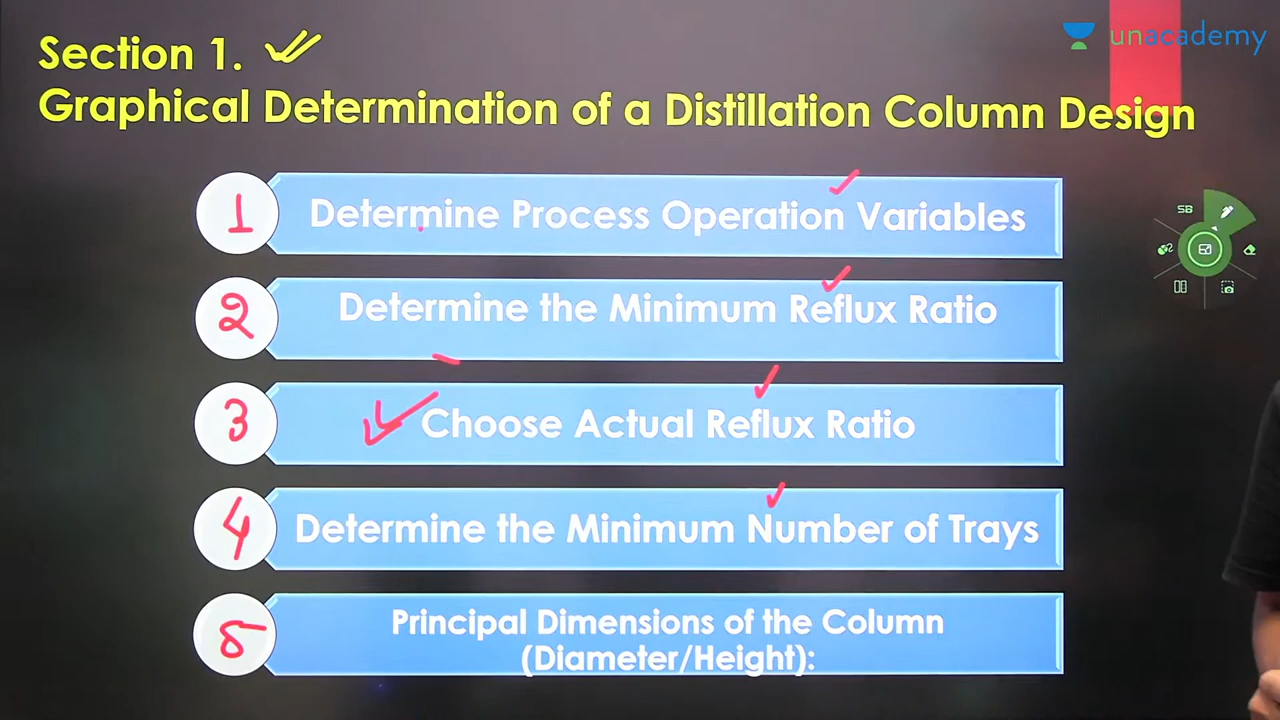 Section 1.
unacademy
Graphical Determination of a Distillation Column Design
1 Determine Process Operation Variables
2 Determine the Minimum Reflux Ratio
3 Choose Actual Reflux Ratio
4 Determine the Minimum Number of Trays
5 Principal Dimensions of the Column
(Diameter/Height):
SB